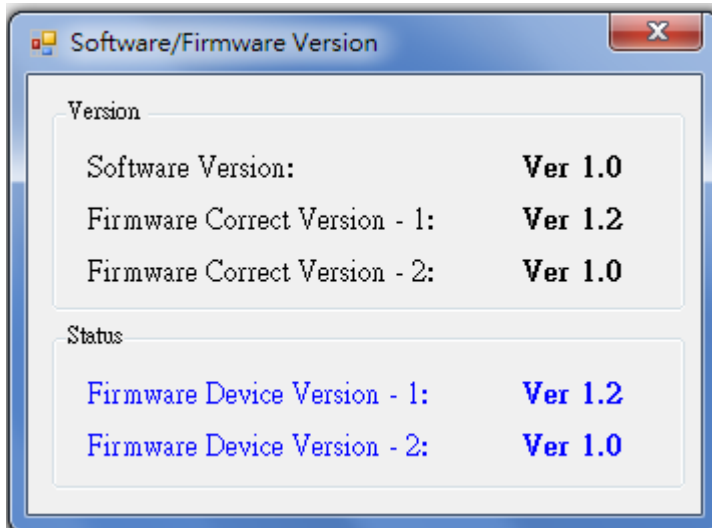 Software/Firmware Version
Version
Software Version: Ver 1.0
Firmware Correct Version - 1: Ver 1.2
Firmware Correct Version - 2: Ver 1.0
Status
Firmware Device Version - 1: Ver 1.2
Firmware Device Version - 2: Ver 1.0